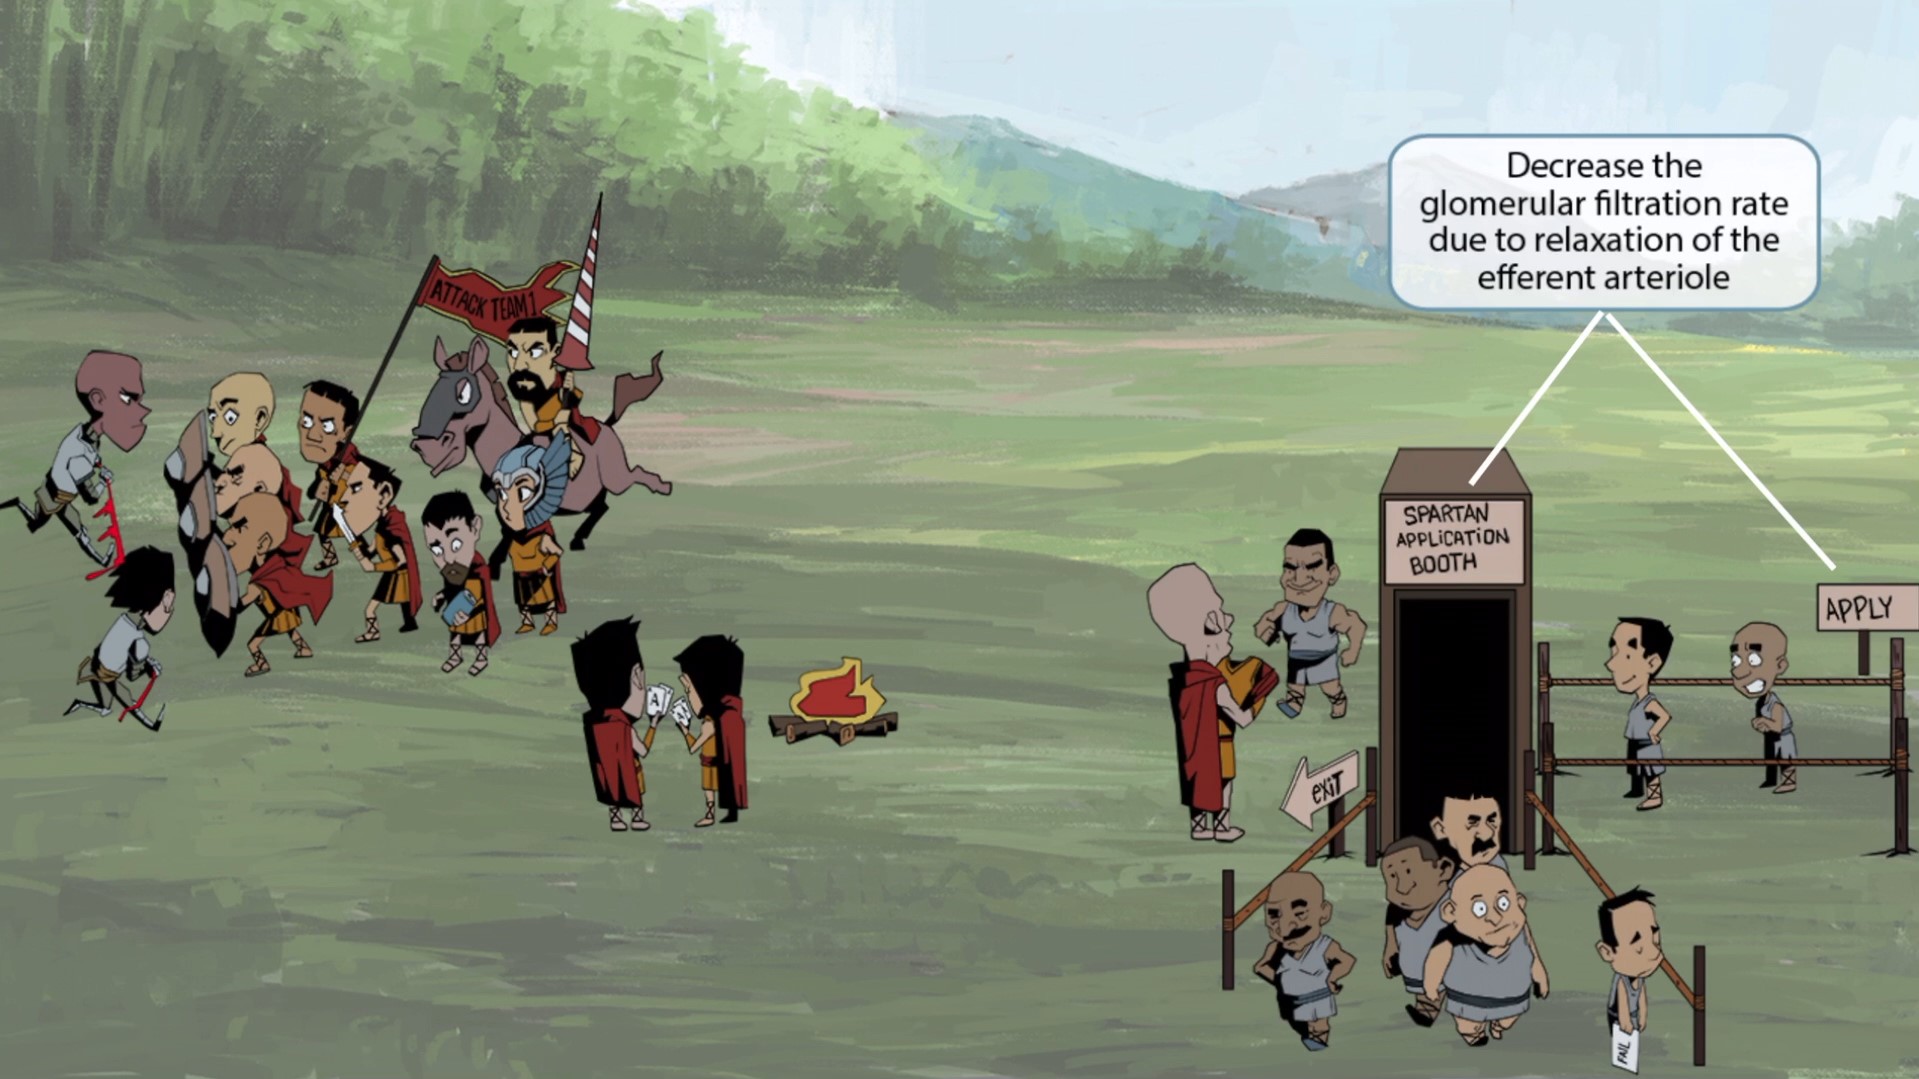 Decrease the
glomerular filtration rate
due to relaxation of the
efferent arteriole
ATTACK TEAM 1
SPARTAN
APPLICATION
BOOTH
APPLY
A
EXIT
FAIL